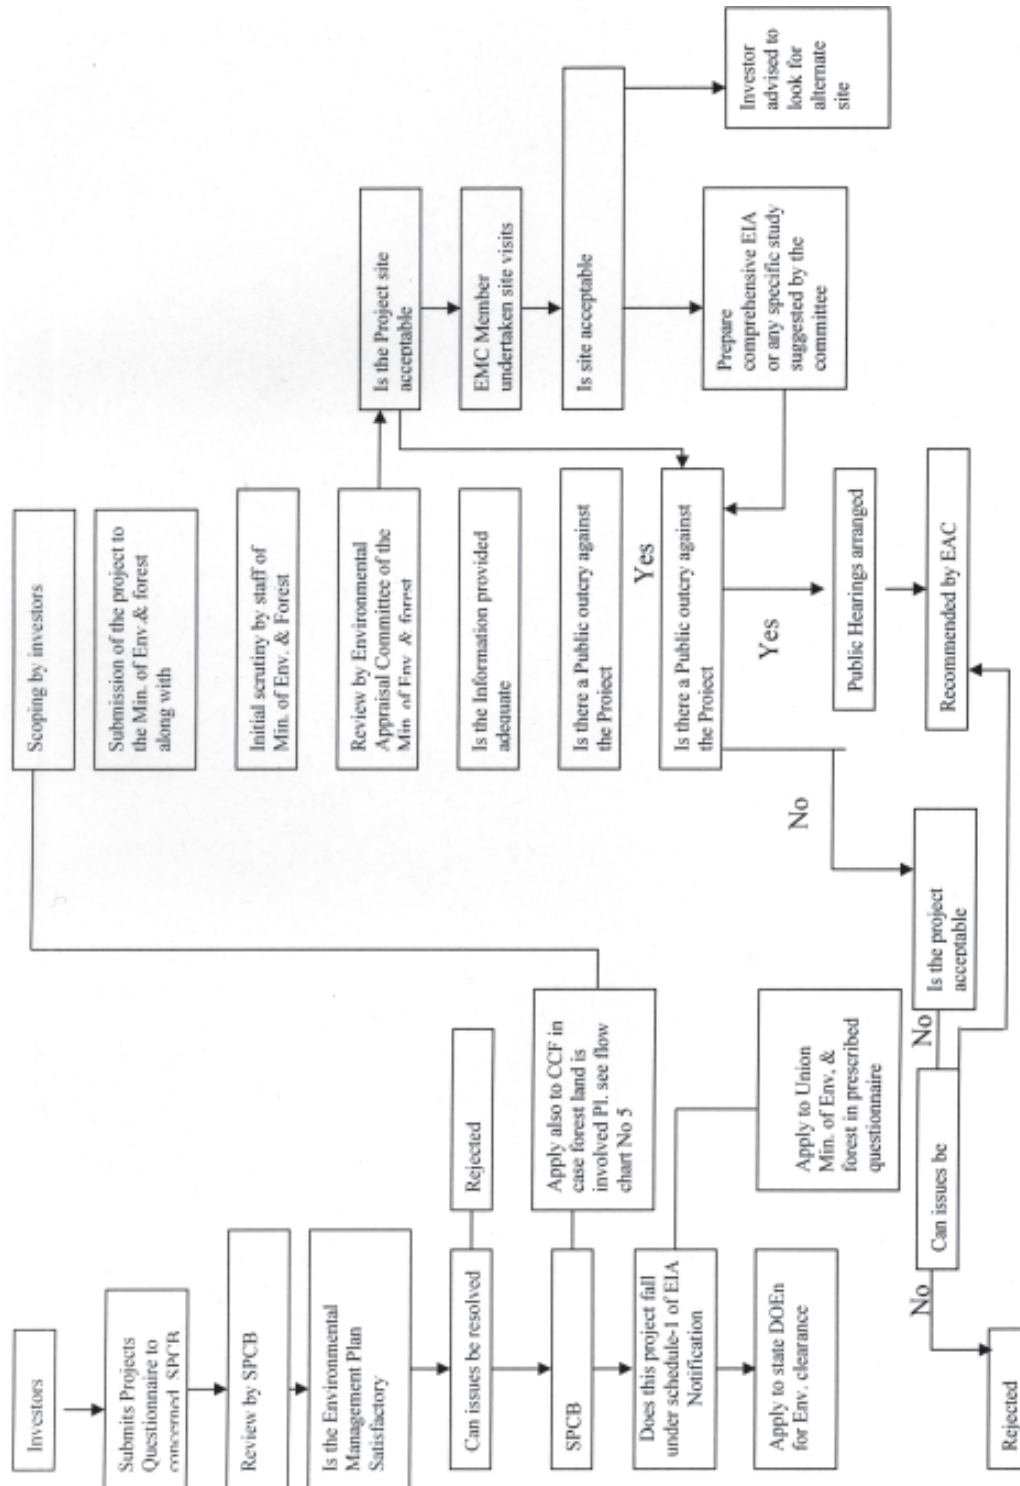 Investors
Submits Projects
Questionnaire to
concerned SPCB
Review by SPCB
Is the Environmental
Management Plan
Satisfactory
Can issues be resolved
Rejected
SPCB
Apply also to CCF in
case forest land is
involved Pl. see flow
chart No 5
Does this project fall
under schedule-1 of EIA
Notification
Apply to Union
Min. of Env. &
forest in prescribed
questionnaire
Apply to state DOEn
for Env. clearance
Scoping by investors
Submission of the project to
the Min. of Env.& forest
along with
Initial scrutiny by staff of
Min. of Env. & Forest
Review by Environmental
Appraisal Committee of the
Min of Env & forest
Is the Project site
acceptable
EMC Member
undertaken site visits
Is site acceptable
Investor
advised to
look for
alternate
site
Prepare
comprehensive EIA
or any specific study
suggested by the
committee
Is the Information provided
adequate
Is there a Public outcry against
the Project
Yes
Is there a Public outcry against
the Project
Yes
No
Public Hearings arranged
Recommended by EAC
Is the project
acceptable
No
Can issues be
No
Rejected